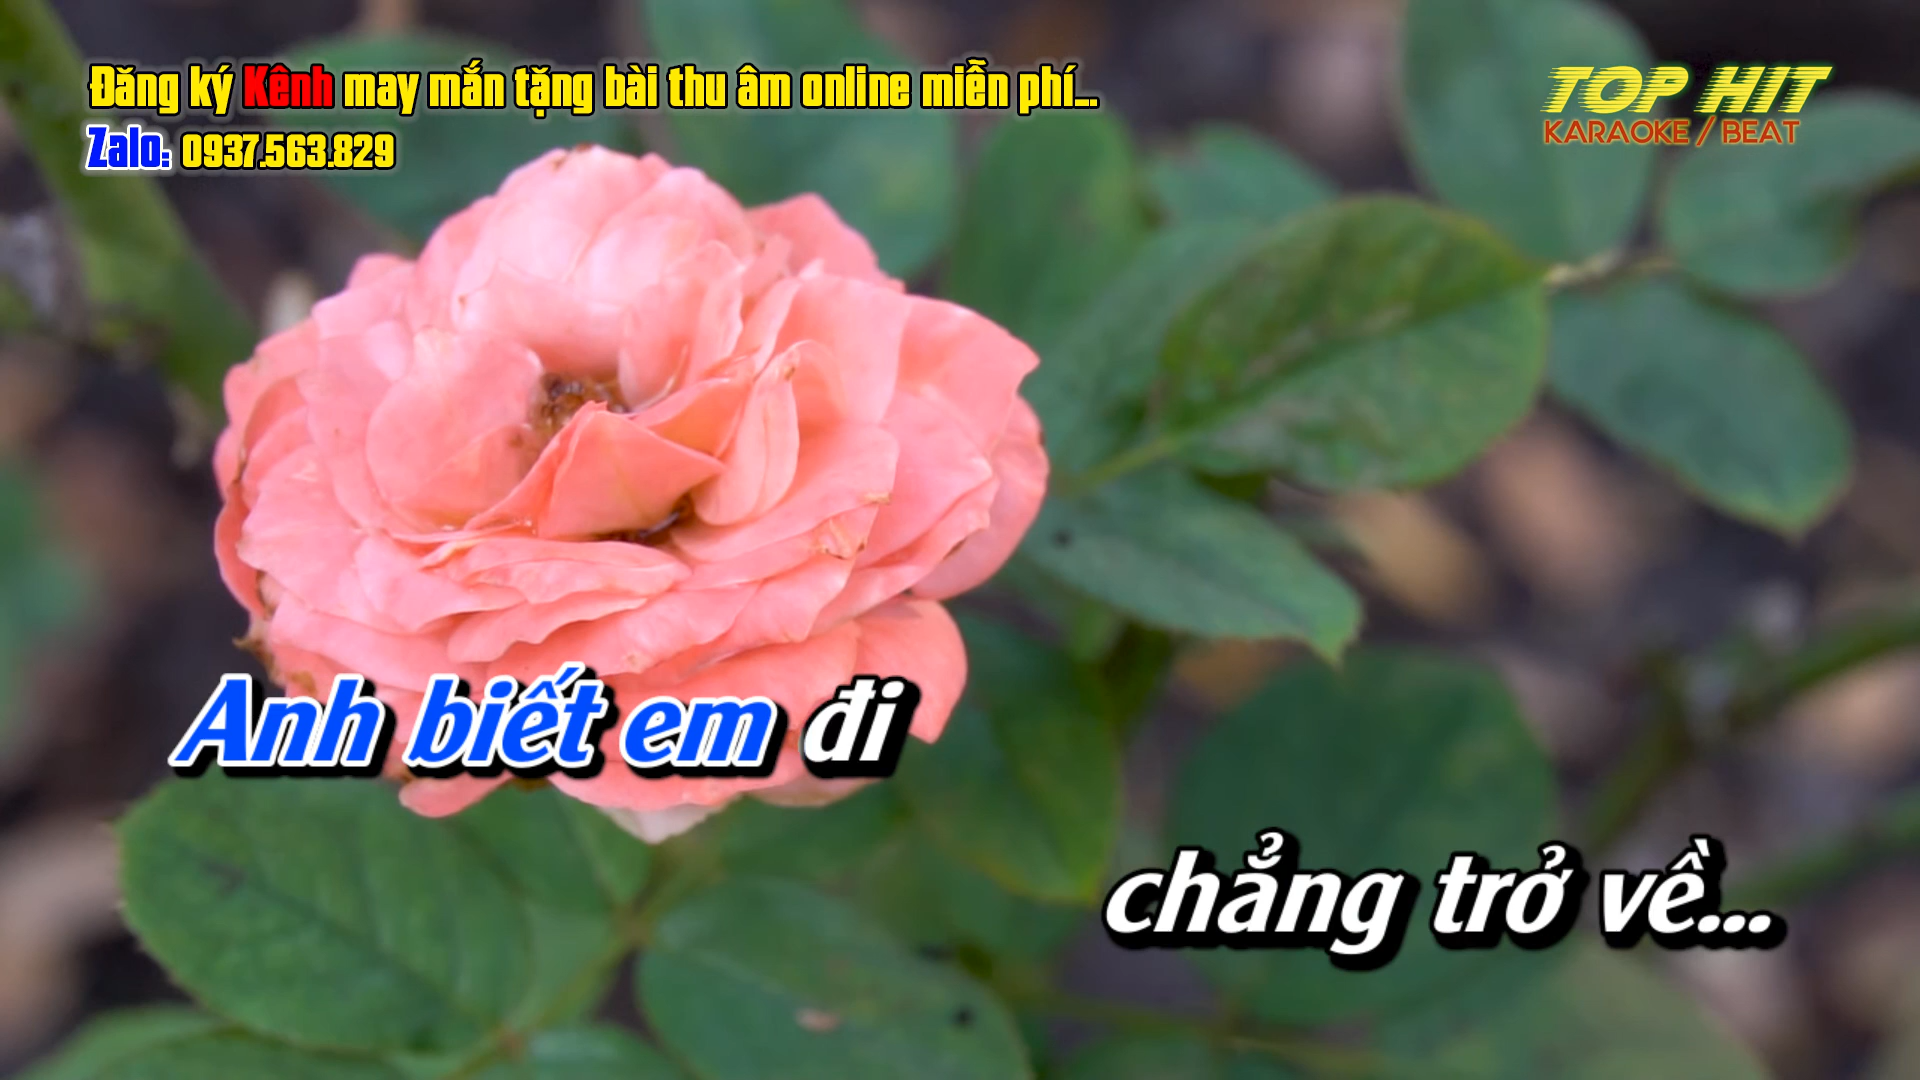 Đăng ký Kênh may mắn tặng bài thu âm online miễn phí...
Zalo: 0937.563.829
TOP HIT
KARAOKE / BEAT
Anh biết em đi
chẳng trở về...